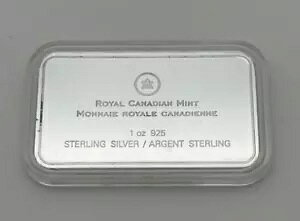 ROYAL CANADIAN MINT
MONNAIE ROYALE CANADIENNE
1 OZ 925
STERLING SILVER / ARGENT STERLING